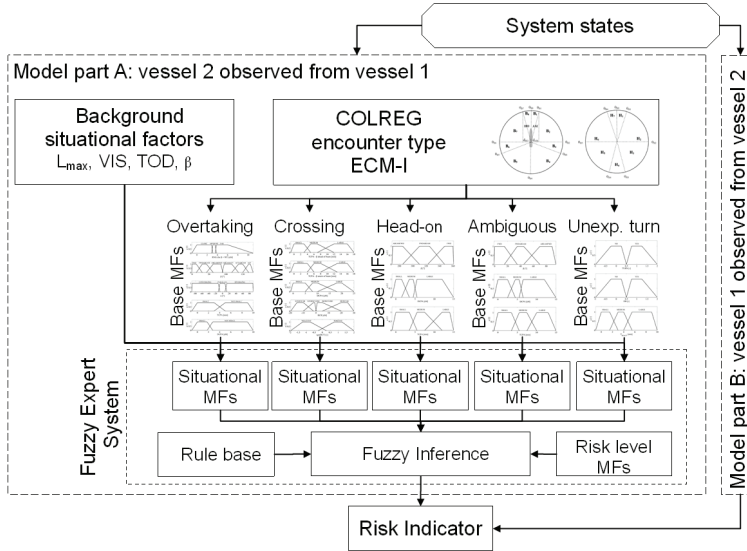 System states
Model part A: vessel 2 observed from vessel 1
Model part B: vessel 1 observed from vessel 2
Background
situational factors
Lmax, VIS, TOD, β
COLREG
encounter type
ECM-I
Overtaking
Crossing
Head-on
Ambiguous
Unexp. turn
Base MFs
Base MFs
Base MFs
Base MFs
Base MFs
Fuzzy Expert
System
Situational
MFs
Situational
MFs
Situational
MFs
Situational
MFs
Situational
MFs
Rule base
Fuzzy Inference
Risk level
MFs
Risk Indicator